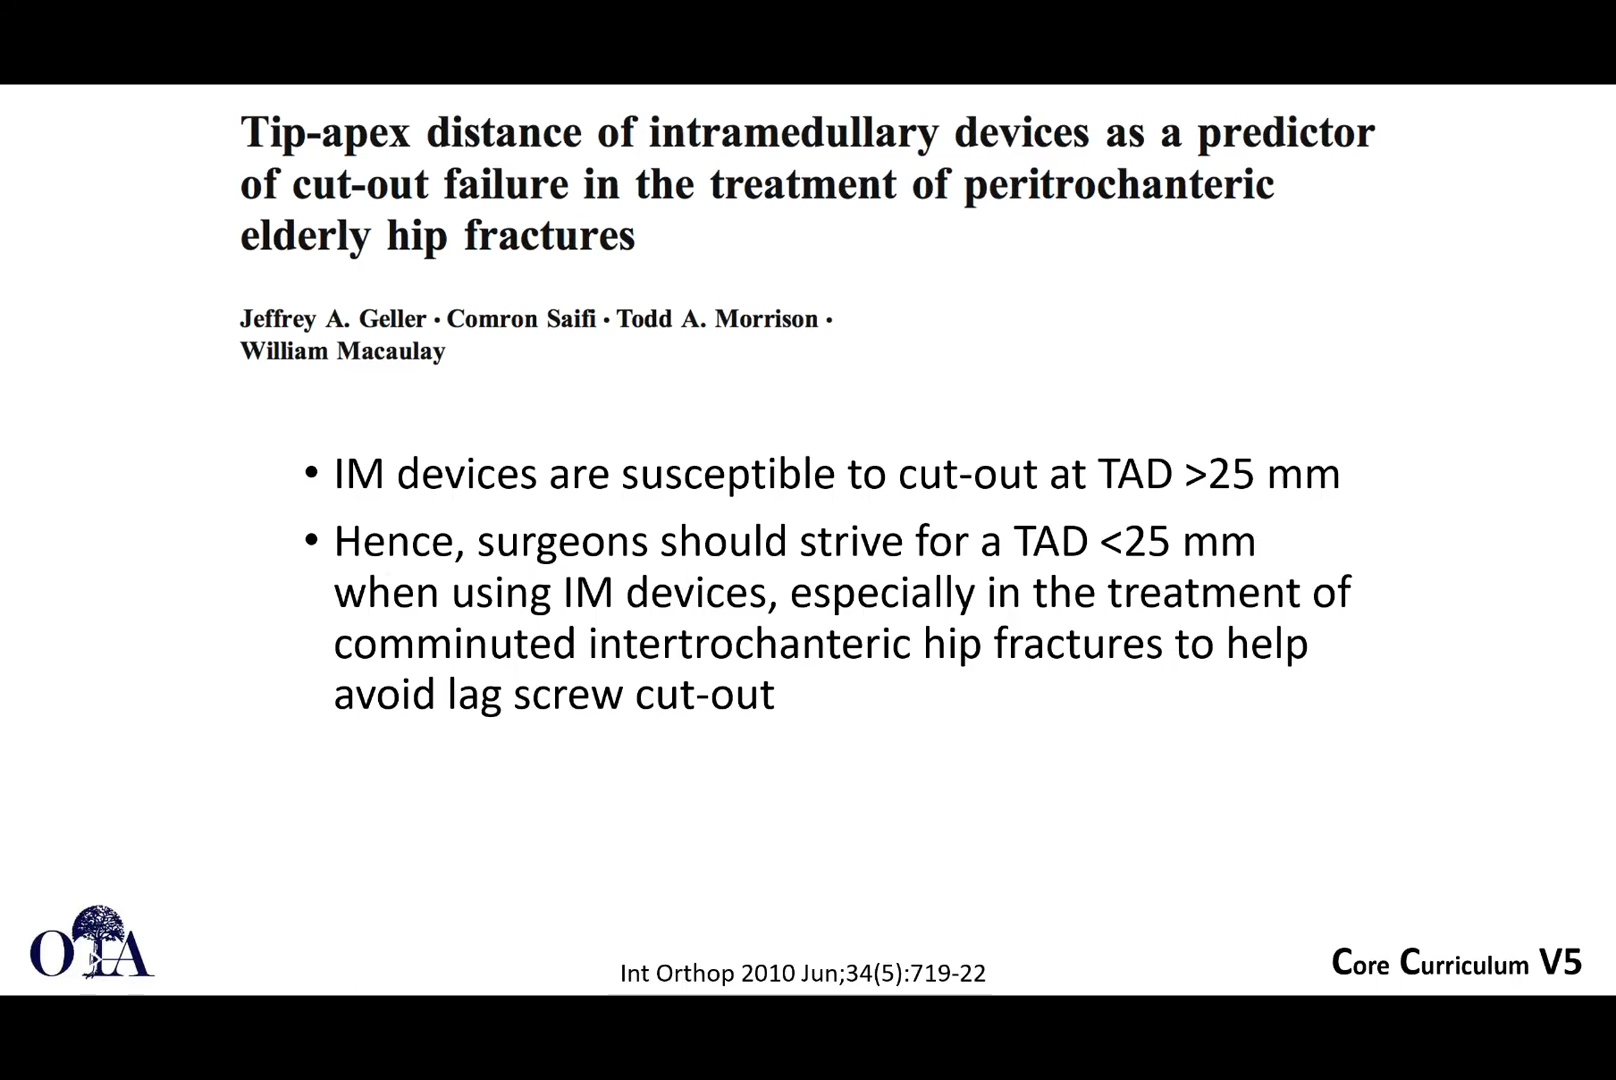 Tip-apex distance of intramedullary devices as a predictor
of cut-out failure in the treatment of peritrochanteric
elderly hip fractures
Jeffrey A. Geller · Comron Saifi · Todd A. Morrison ·
William Macaulay
• IM devices are susceptible to cut-out at TAD >25 mm
• Hence, surgeons should strive for a TAD <25 mm
when using IM devices, especially in the treatment of
comminuted intertrochanteric hip fractures to help
avoid lag screw cut-out
OTA
Int Orthop 2010 Jun;34(5):719-22
Core Curriculum V5